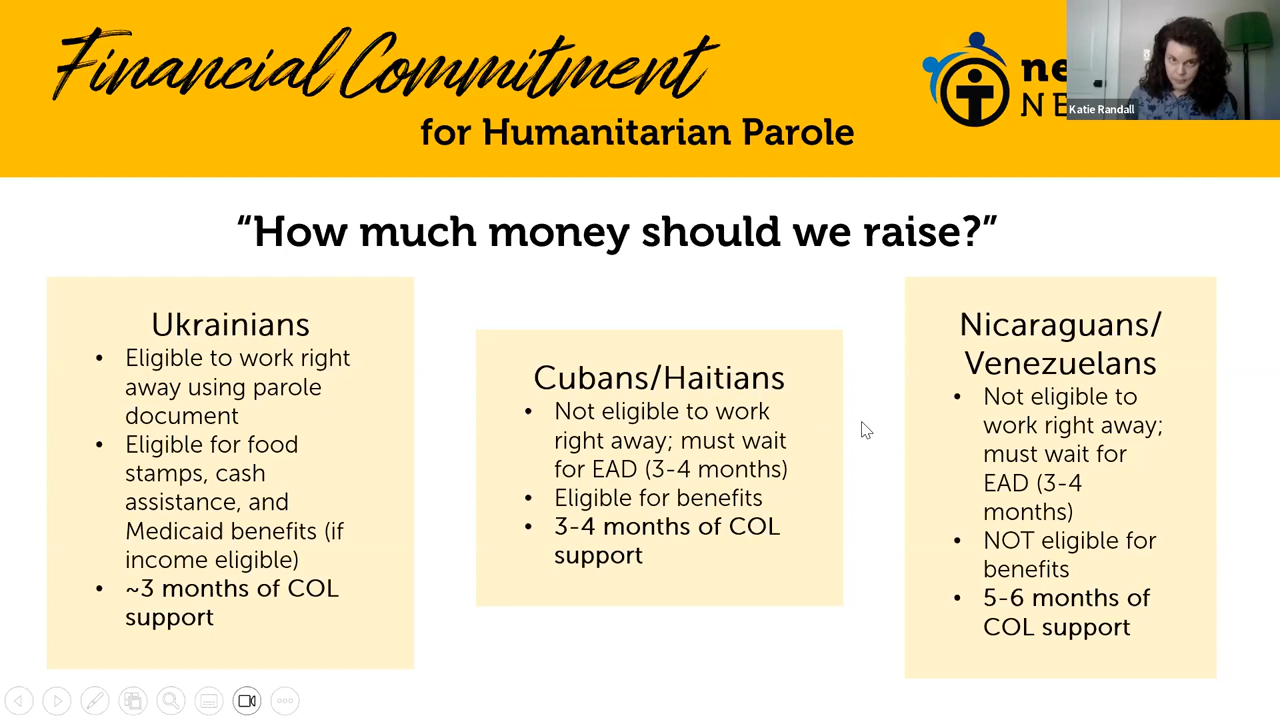 Financial Commitment
for Humanitarian Parole
ne
NE
Katie Randall
“How much money should we raise?”
Ukrainians
• Eligible to work right
away using parole
document
• Eligible for food
stamps, cash
assistance, and
Medicaid benefits (if
income eligible)
• ~3 months of COL
support
Cubans/Haitians
• Not eligible to work
right away; must wait
for EAD (3-4 months)
• Eligible for benefits
• 3-4 months of COL
support
Nicaraguans/
Venezuelans
• Not eligible to
work right away;
must wait for
EAD (3-4
months)
• NOT eligible for
benefits
• 5-6 months of
COL support